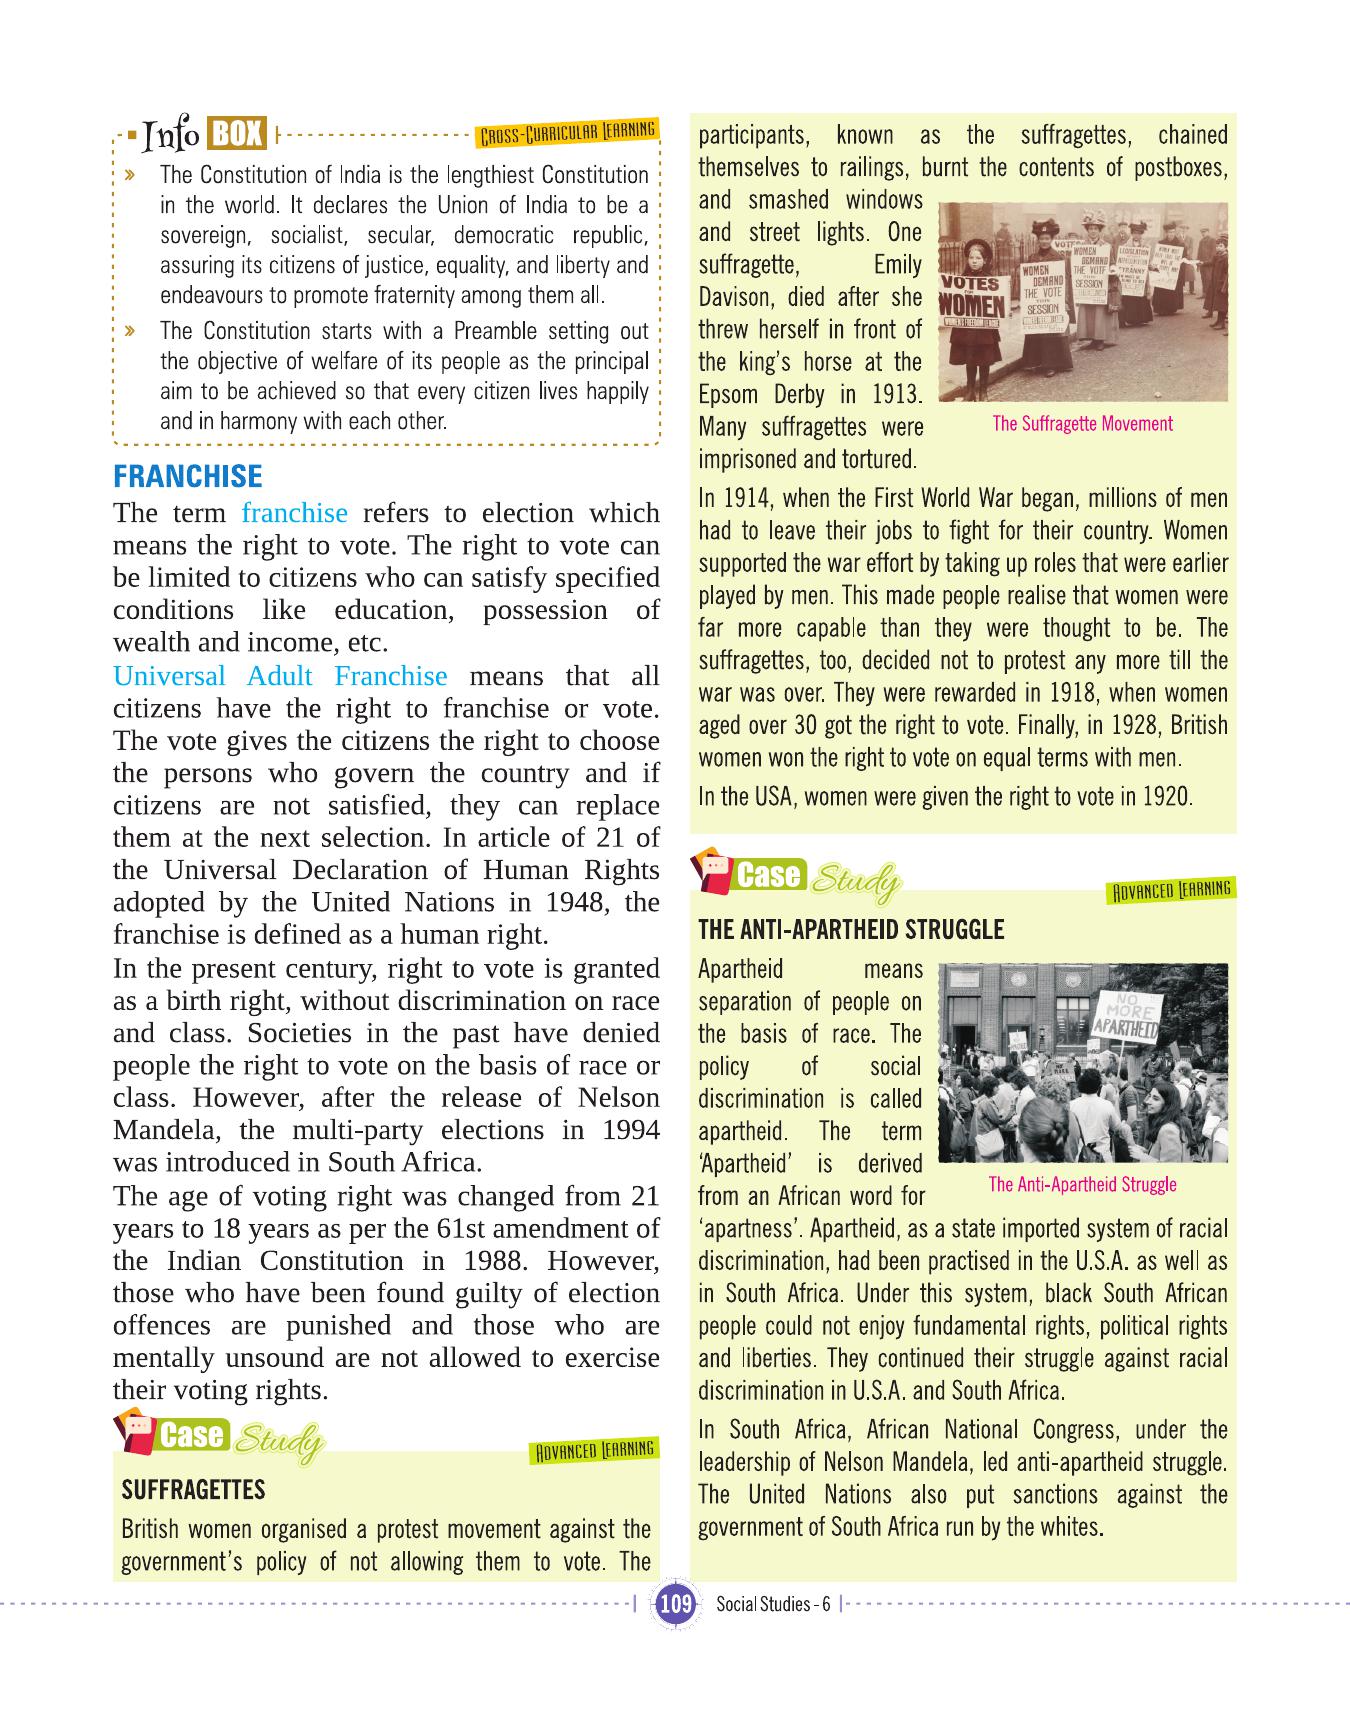 Info BOX
CROSS-CURRICULAR LEARNING
» The Constitution of India is the lengthiest Constitution
in the world. It declares the Union of India to be a
sovereign, socialist, secular, democratic republic,
assuring its citizens of justice, equality, and liberty and
endeavours to promote fraternity among them all.
» The Constitution starts with a Preamble setting out
the objective of welfare of its people as the principal
aim to be achieved so that every citizen lives happily
and in harmony with each other.
FRANCHISE
The term franchise refers to election which
means the right to vote. The right to vote can
be limited to citizens who can satisfy specified
conditions like education, possession of
wealth and income, etc.
Universal Adult Franchise means that all
citizens have the right to franchise or vote.
The vote gives the citizens the right to choose
the persons who govern the country and if
citizens are not satisfied, they can replace
them at the next selection. In article of 21 of
the Universal Declaration of Human Rights
adopted by the United Nations in 1948, the
franchise is defined as a human right.
In the present century, right to vote is granted
as a birth right, without discrimination on race
and class. Societies in the past have denied
people the right to vote on the basis of race or
class. However, after the release of Nelson
Mandela, the multi-party elections in 1994
was introduced in South Africa.
The age of voting right was changed from 21
years to 18 years as per the 61st amendment of
the Indian Constitution in 1988. However,
those who have been found guilty of election
offences are punished and those who are
mentally unsound are not allowed to exercise
their voting rights.
Case Study
ADVANCED LEARNING
SUFFRAGETTES
British women organised a protest movement against the
government's policy of not allowing them to vote. The
participants, known as the suffragettes, chained
themselves to railings, burnt the contents of postboxes,
and smashed windows
and street lights. One
suffragette, Emily
Davison, died after she
threw herself in front of
the king's horse at the
Epsom Derby in 1913.
Many suffragettes were
imprisoned and tortured.
VOTES
WOMEN
WOMEN
DEMAND
THE VOTE
SESSION
WOMEN
DEMAND
THE VOTE
SESSION
LEGISLATION
TYRANNY
The Suffragette Movement
In 1914, when the First World War began, millions of men
had to leave their jobs to fight for their country. Women
supported the war effort by taking up roles that were earlier
played by men. This made people realise that women were
far more capable than they were thought to be. The
suffragettes, too, decided not to protest any more till the
war was over. They were rewarded in 1918, when women
aged over 30 got the right to vote. Finally, in 1928, British
women won the right to vote on equal terms with men.
In the USA, women were given the right to vote in 1920.
Case Study
ADVANCED LEARNING
THE ANTI-APARTHEID STRUGGLE
Apartheid means
separation of people on
the basis of race. The
policy of social
discrimination is called
apartheid. The term
'Apartheid' is derived
from an African word for
NO
MORE
APARTHEID
The Anti-Apartheid Struggle
'apartness'. Apartheid, as a state imported system of racial
discrimination, had been practised in the U.S.A. as well as
in South Africa. Under this system, black South African
people could not enjoy fundamental rights, political rights
and liberties. They continued their struggle against racial
discrimination in U.S.A. and South Africa.
In South Africa, African National Congress, under the
leadership of Nelson Mandela, led anti-apartheid struggle.
The United Nations also put sanctions against the
government of South Africa run by the whites.
109 Social Studies - 6